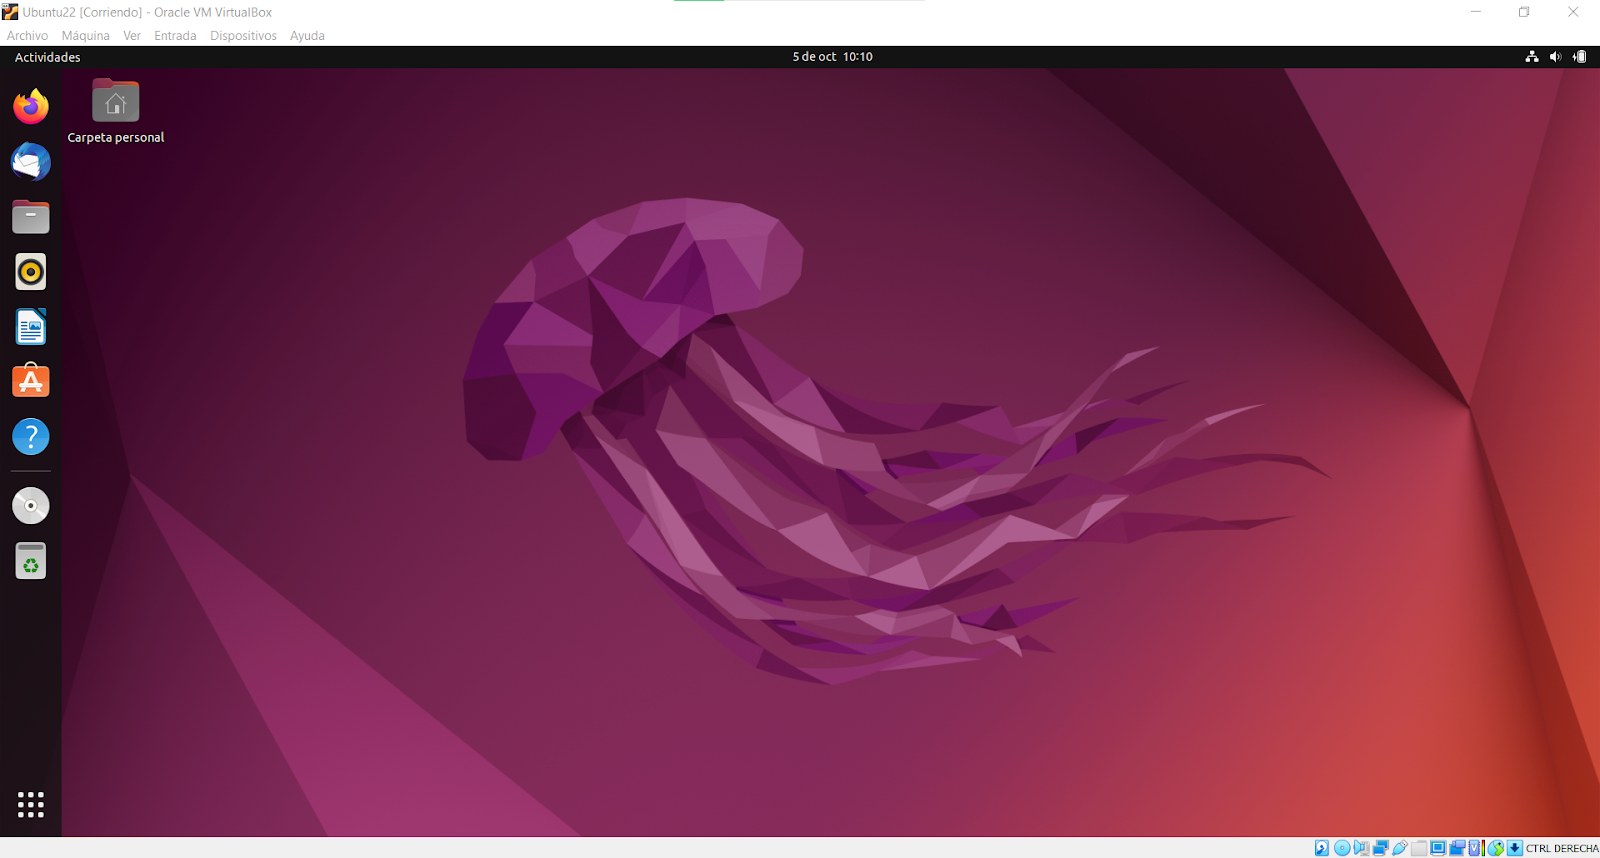 Ubuntu22 [Corriendo] - Oracle VM VirtualBox
Archivo Máquina Ver Entrada Dispositivos Ayuda
Actividades 5 de oct 10:10
Carpeta personal
CTRL DERECHA